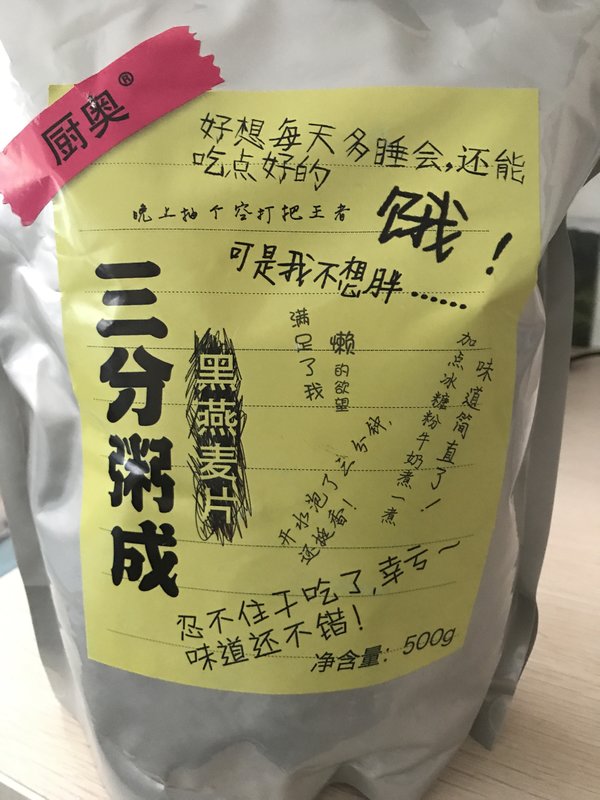 厨奥®
好想每天多睡会,还能
吃点好的
晚上抽个空打把王者
饿!
可是我不想胖······
三分粥成
黑燕麦片
满足了我
懒的欲望
味道简直了!
加点冰糖粉牛奶煮一煮
开水泡了三分钟,
还挺香!
忍不住干吃了,幸亏~
味道还不错!
净含量:500g